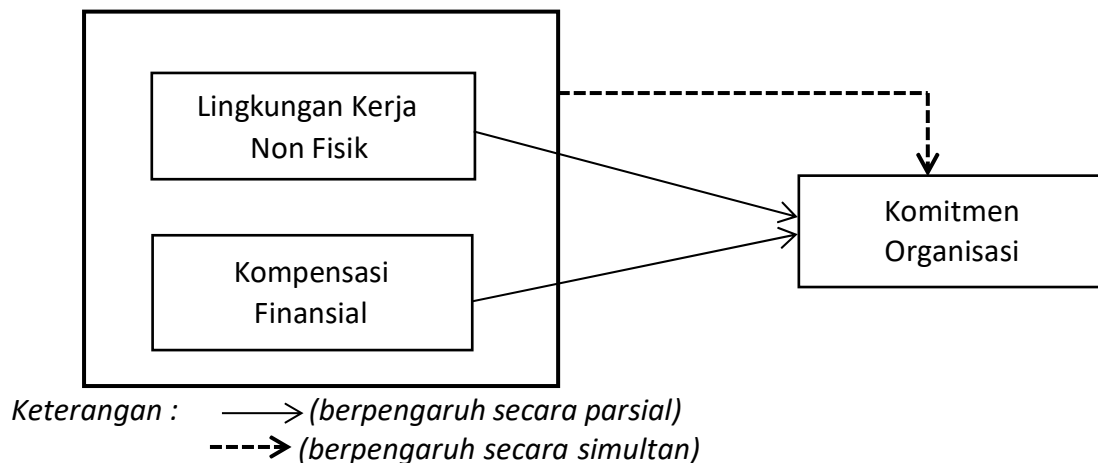 Lingkungan Kerja
Non Fisik
Komitmen
Organisasi
Kompensasi
Finansial
Keterangan : (berpengaruh secara parsial)
(berpengaruh secara simultan)